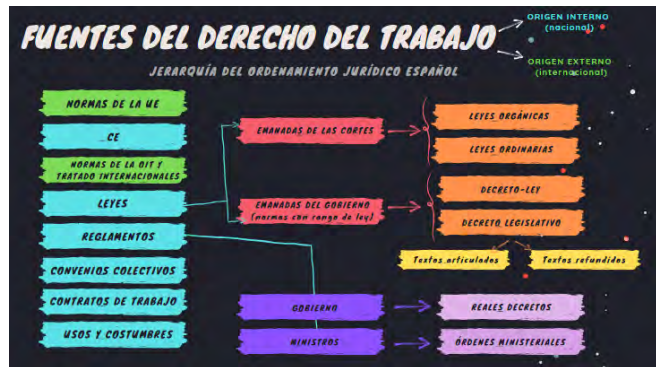 FUENTES DEL DERECHO DEL TRABAJO
ORIGEN INTERNO
(nacional)
ORIGEN EXTERNO
(internacional)
JERARQUÍA DEL ORDENAMIENTO JURÍDICO ESPAÑOL
NORMAS DE LA UE
CE
NORMAS DE LA OIT Y
TRATADO INTERNACIONALES
LEYES
REGLAMENTOS
CONVENIOS COLECTIVOS
CONTRATOS DE TRABAJO
USOS Y COSTUMBRES
EMANADAS DE LAS CORTES
EMANADAS DEL GOBIERNO
(normas con rango de ley)
GOBIERNO
MINISTROS
LEYES ORGÁNICAS
LEYES ORDINARIAS
DECRETO-LEY
DECRETO LEGISLATIVO
Textos articulados
Textos refundidos
REALES DECRETOS
ÓRDENES MINISTERIALES